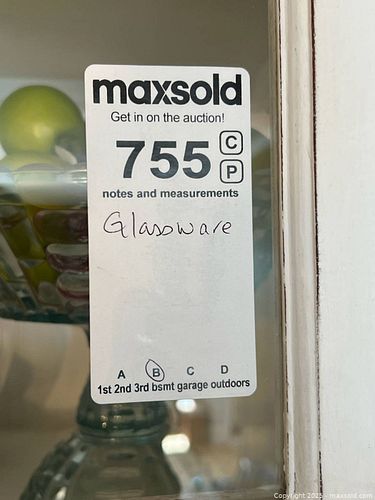 maxsold
Get in on the auction!
755 C
P
notes and measurements
Glassware
A B C D
1st 2nd 3rd bsmt garage outdoors
Copyright 2025 - maxsold.com